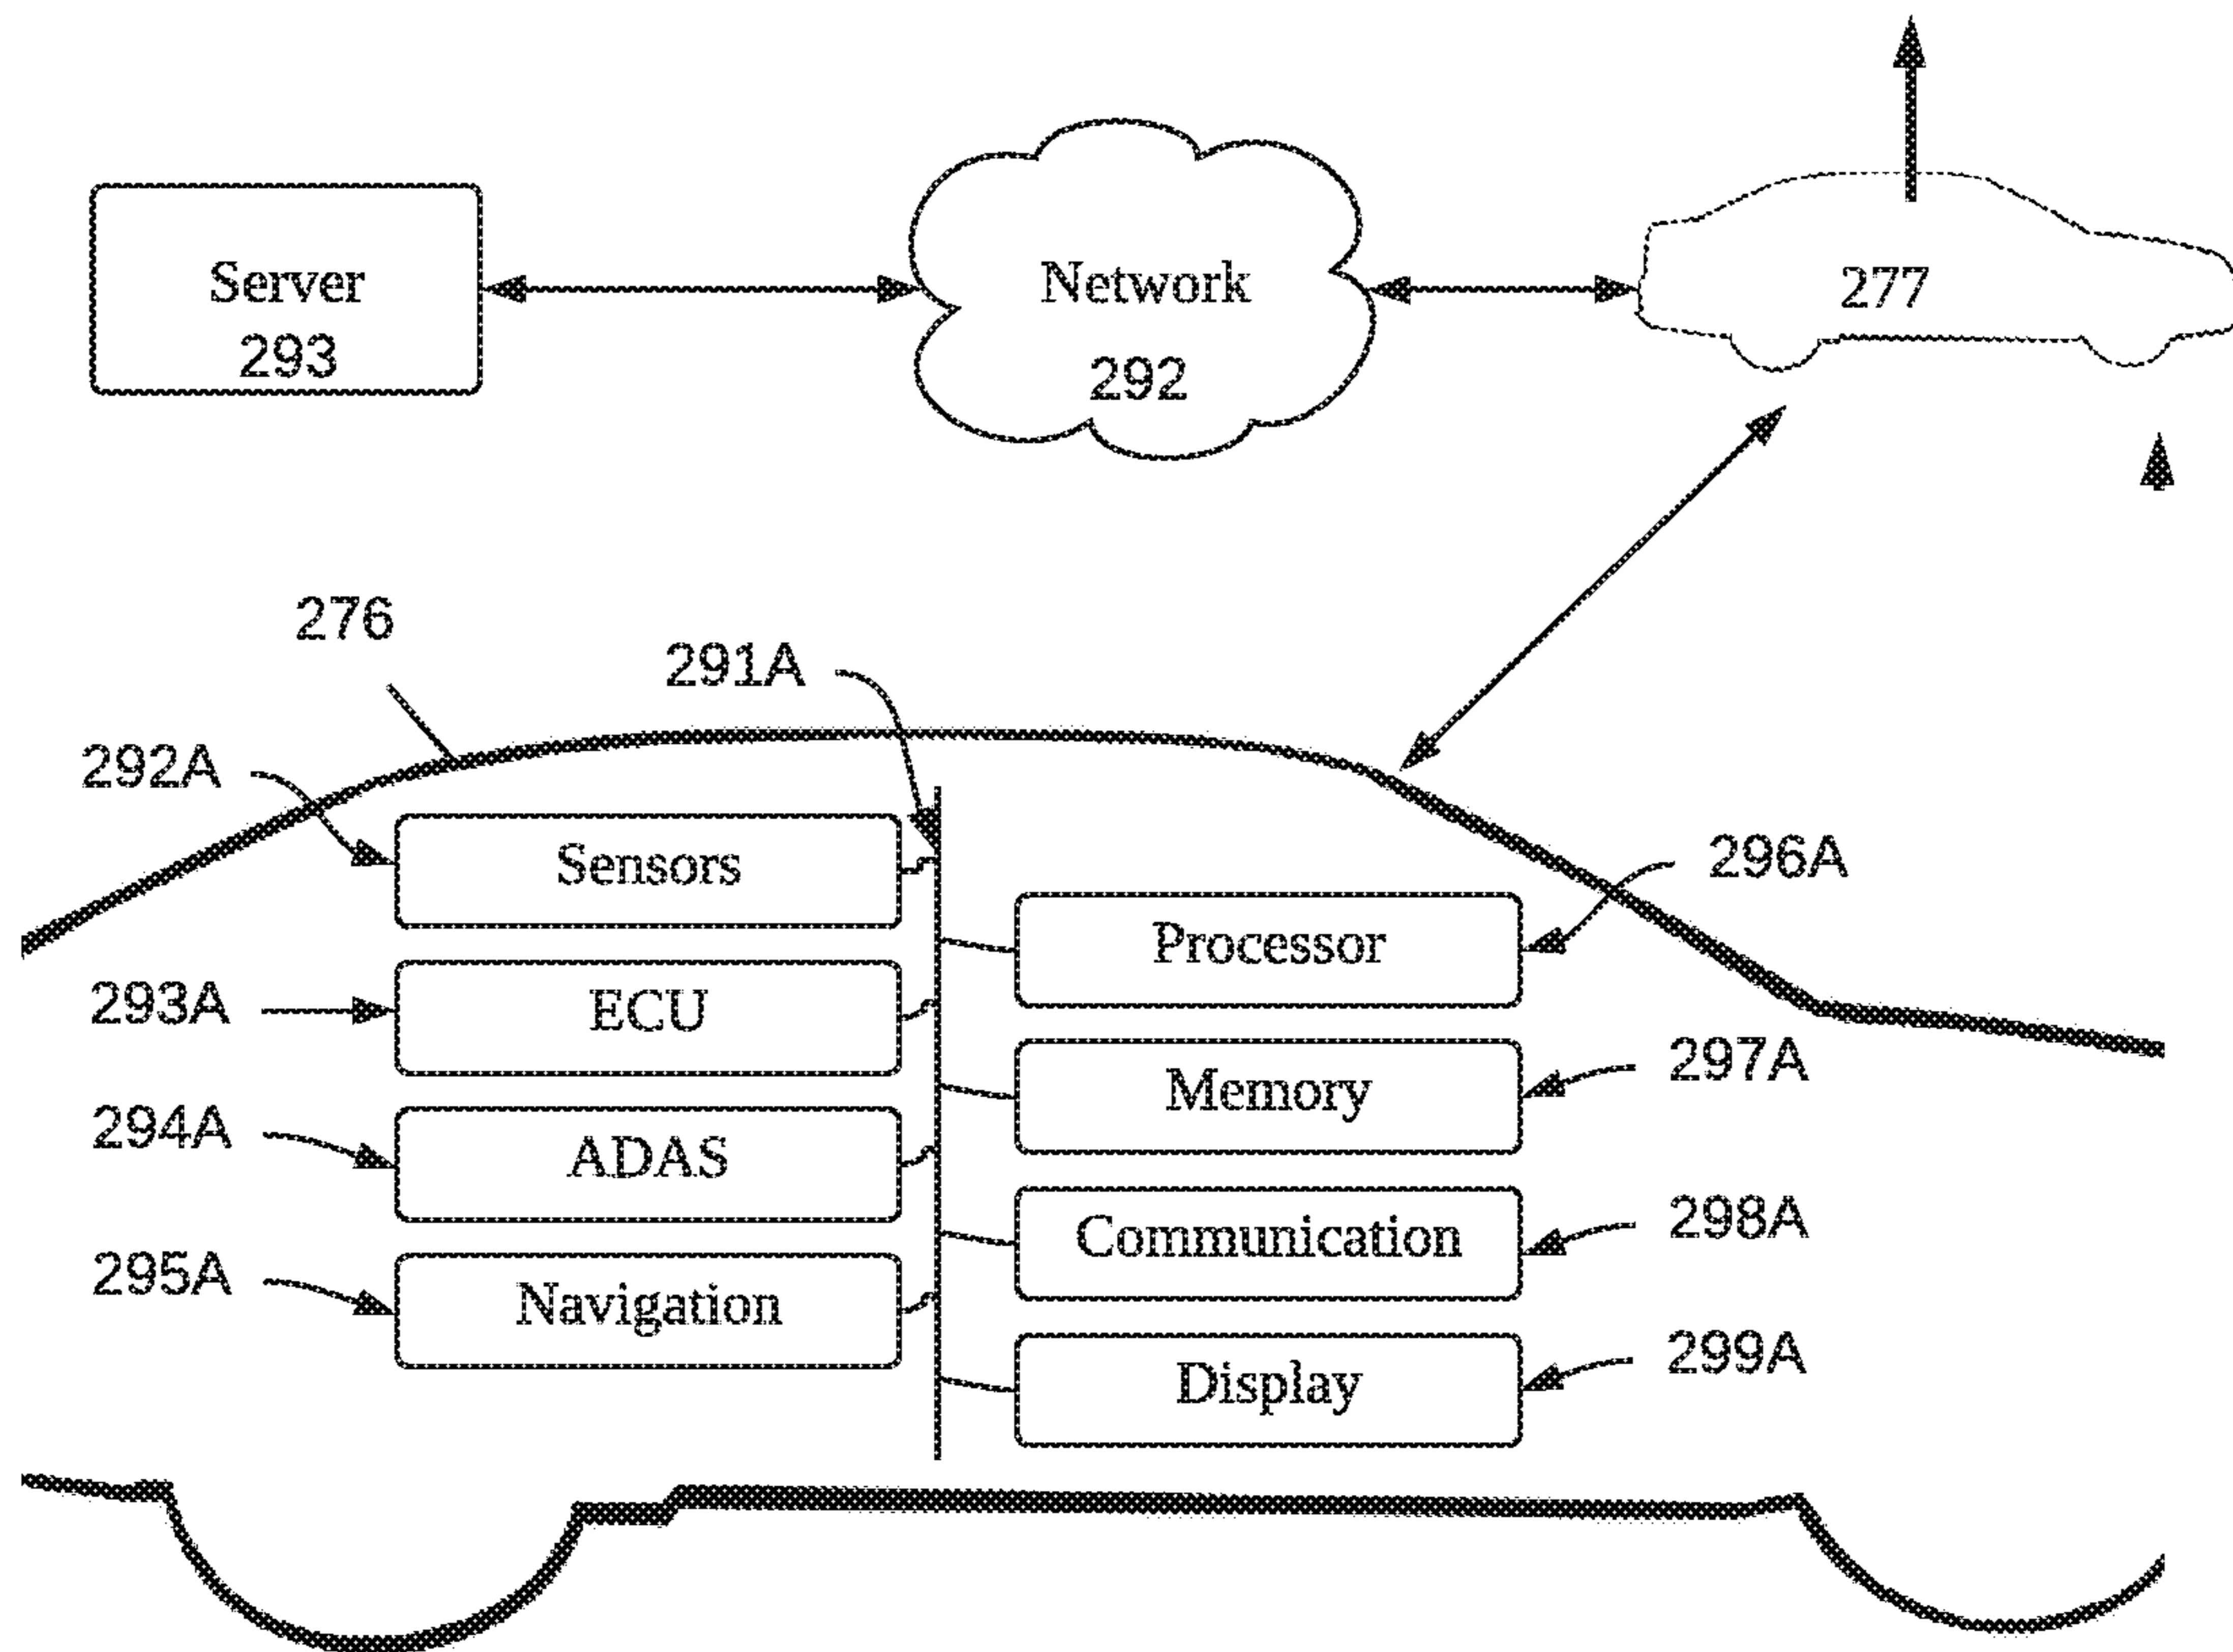 Server
293
Network
292
277
276
291A
292A
Sensors
296A
Processor
293A
ECU
297A
Memory
294A
ADAS
298A
Communication
295A
Navigation
299A
Display